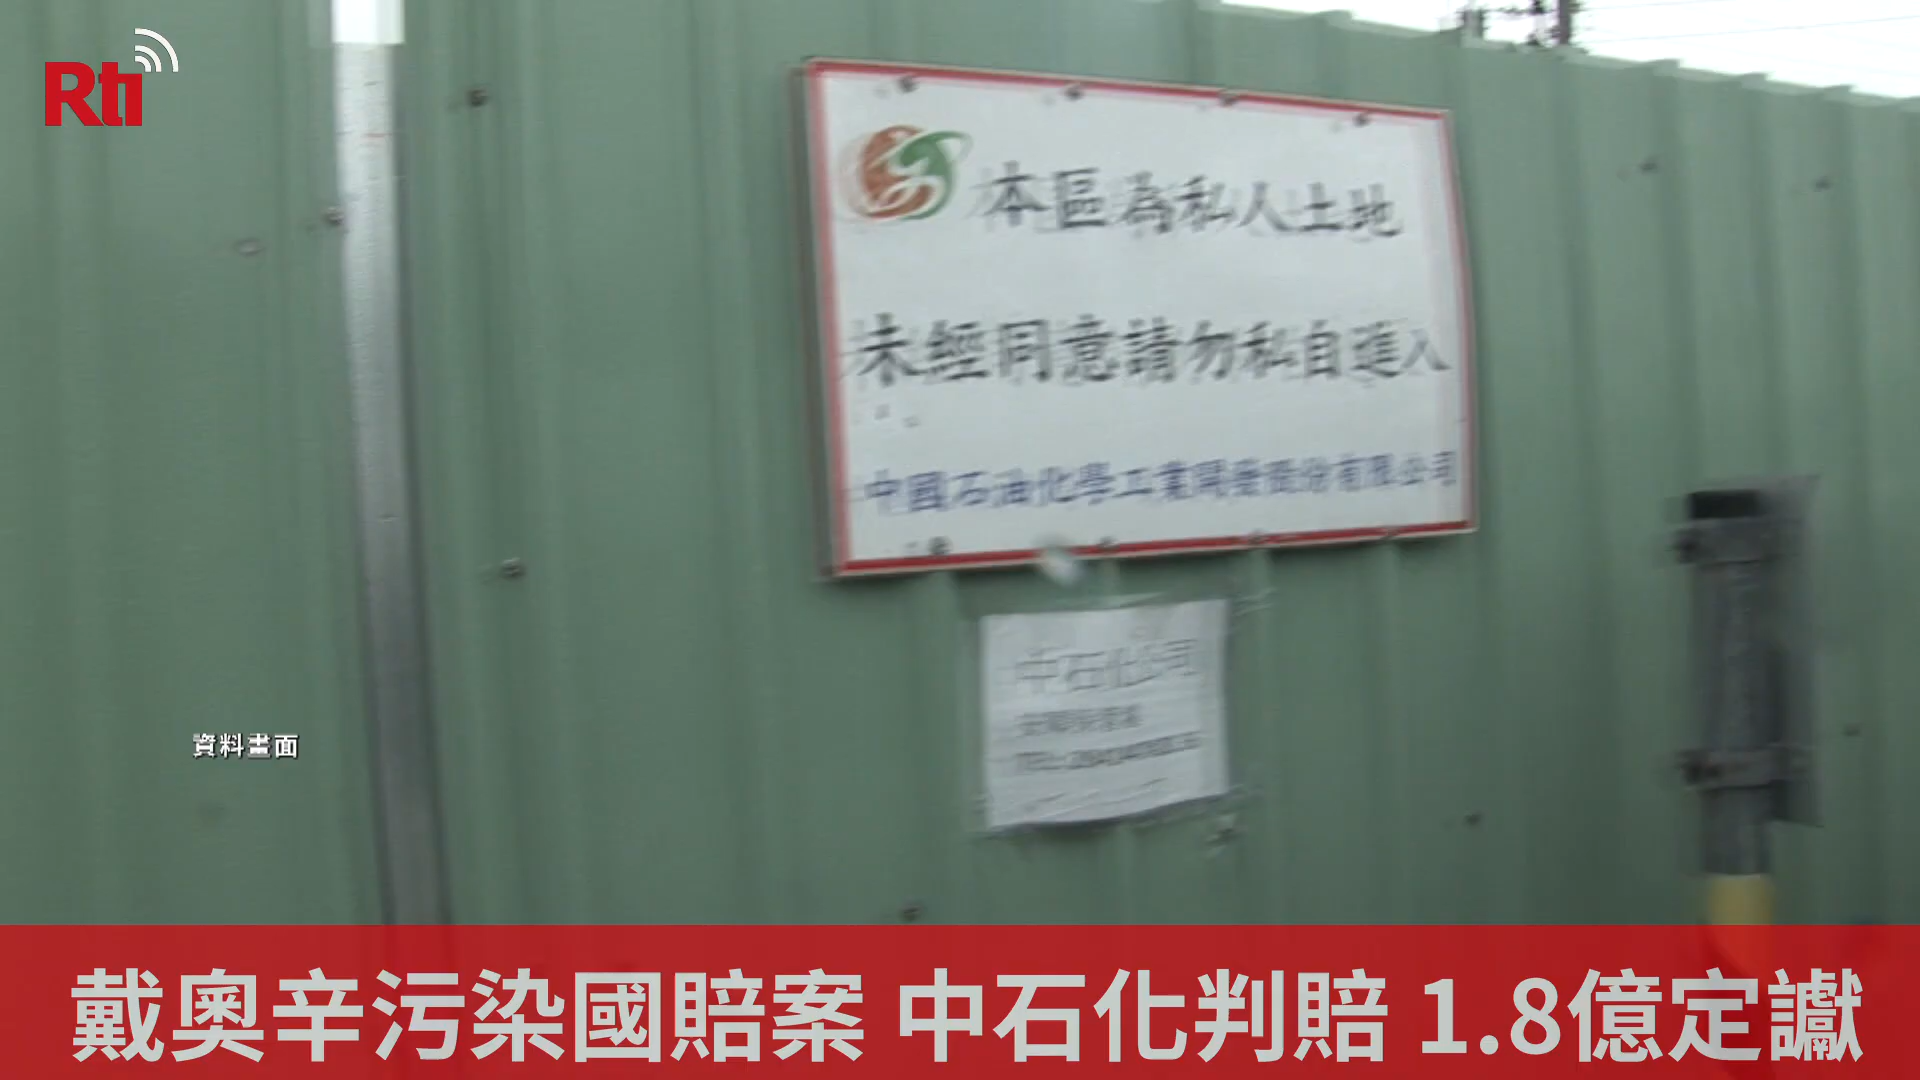 Rti
本區為私人土地
未經同意請勿私自進入
中國石油化學工業開發股份有限公司
中石化公司
資料畫面
戴奧辛污染國賠案 中石化判賠 1.8億定讞